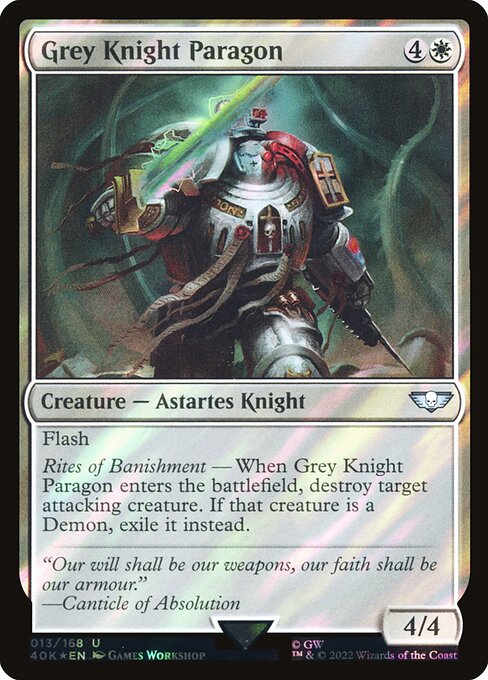 Grey Knight Paragon 4
Creature — Astartes Knight
Flash
Rites of Banishment — When Grey Knight
Paragon enters the battlefield, destroy target
attacking creature. If that creature is a
Demon, exile it instead.
“Our will shall be our weapons, our faith shall be
our armour.”
—Canticle of Absolution
4/4
013/168 U
40K★EN Games Workshop
© GW
™ & © 2022 Wizards of the Coast